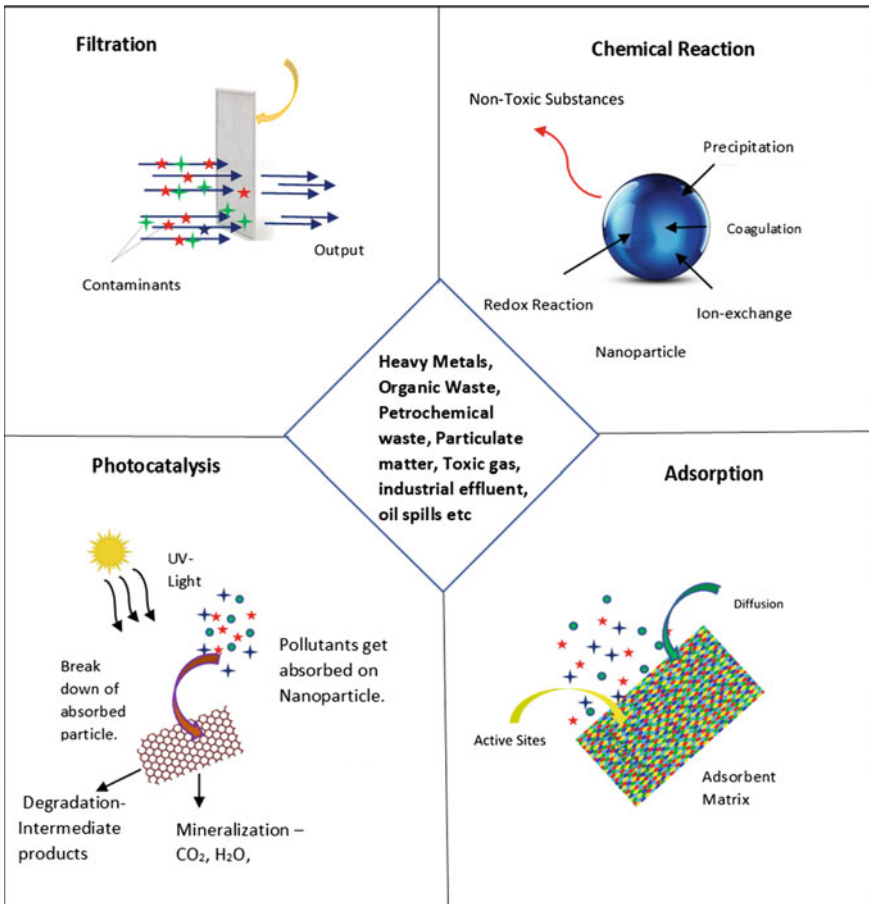 Filtration
Contaminants
Output
Chemical Reaction
Non-Toxic Substances
Precipitation
Coagulation
Redox Reaction
Ion-exchange
Nanoparticle
Heavy Metals,
Organic Waste,
Petrochemical
waste, Particulate
matter, Toxic gas,
industrial effluent,
oil spills etc
Photocatalysis
UV-
Light
Pollutants get
absorbed on
Nanoparticle.
Break
down of
absorbed
particle.
Degradation-
Intermediate
products
Mineralization –
CO₂, H₂O,
Adsorption
Diffusion
Active Sites
Adsorbent
Matrix